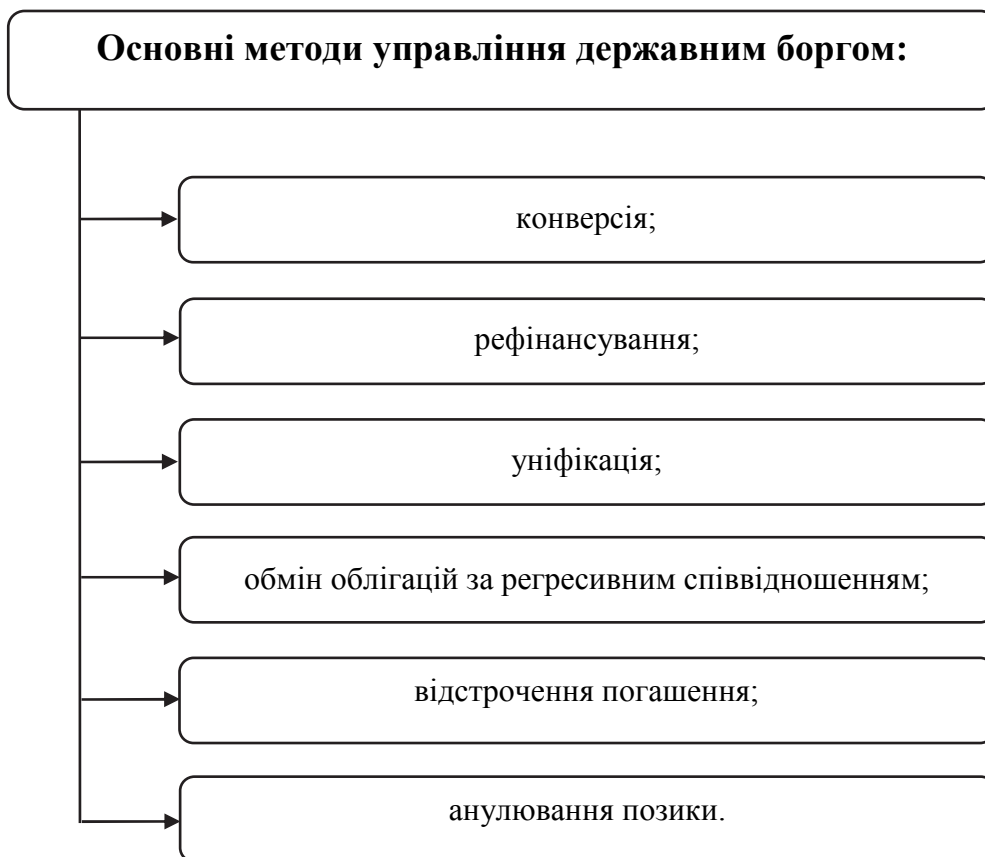 Основні методи управління державним боргом:
конверсія;
рефінансування;
уніфікація;
обмін облігацій за регресивним співвідношенням;
відстрочення погашення;
анулювання позики.